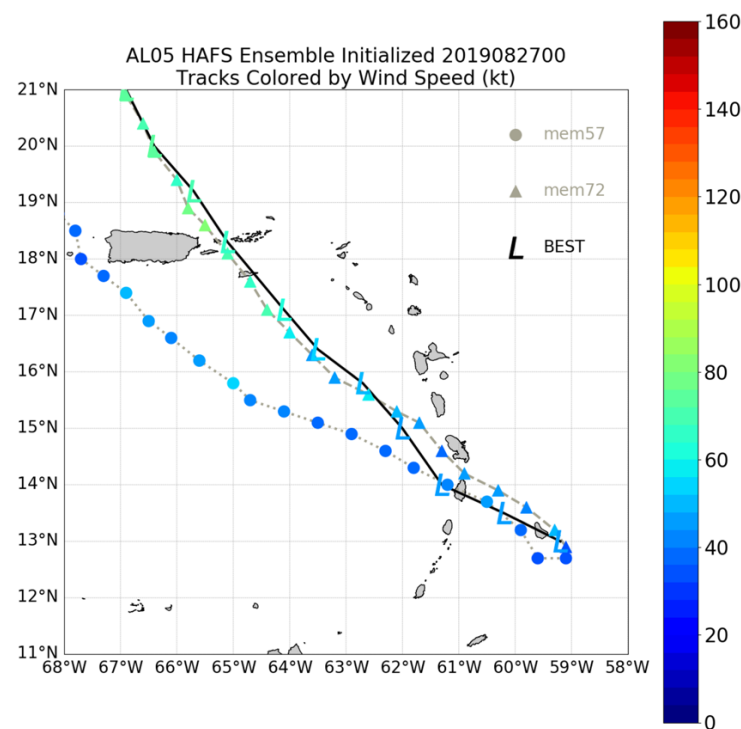 AL05 HAFS Ensemble Initialized 2019082700
Tracks Colored by Wind Speed (kt)
21°N
20°N
19°N
18°N
17°N
16°N
15°N
14°N
13°N
12°N
11°N
68°W 67°W 66°W 65°W 64°W 63°W 62°W 61°W 60°W 59°W 58°W
mem57
mem72
L BEST
L
L
L
L
L
L
L
L
L
L
160
140
120
100
80
60
40
20
0